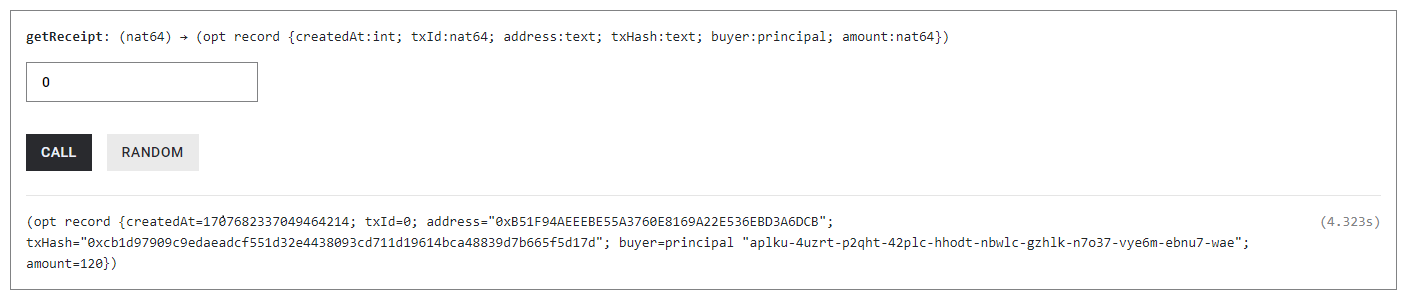 getReceipt: (nat64) → (opt record {createdAt:int; txId:nat64; address:text; txHash:text; buyer:principal; amount:nat64})
0
CALL RANDOM
(opt record {createdAt=1707682337049464214; txId=0; address="0xB51F94AEEEBE55A3760E8169A22E536EBD3A6DCB"; (4.323s)
txHash="0xcb1d97909c9edaeadcf551d32e4438093cd711d19614bca48839d7b665f5d17d"; buyer=principal "aplku-4uzrt-p2qht-42plc-hhodt-nbwlc-gzhlk-n7o37-vye6m-ebnu7-wae";
amount=120})